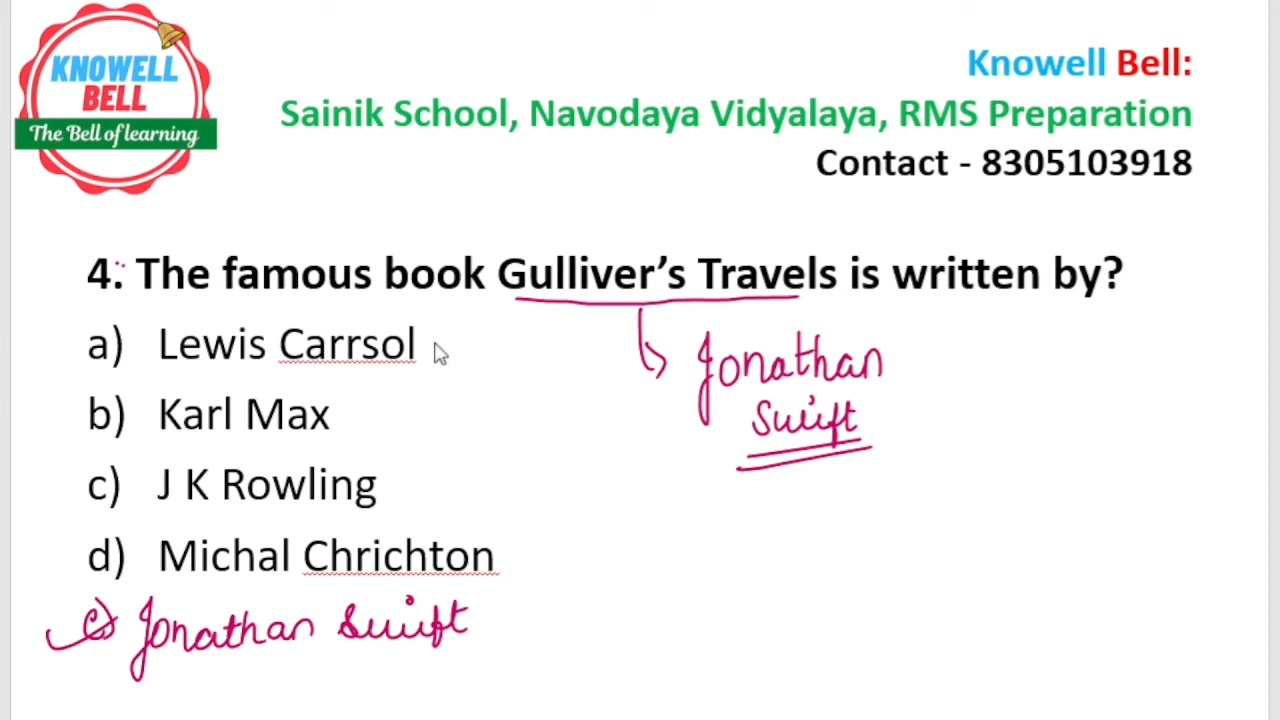 KNOWELL
BELL
The Bell of learning
Knowell Bell:
Sainik School, Navodaya Vidyalaya, RMS Preparation
Contact - 8305103918
4. The famous book Gulliver’s Travels is written by?
a) Lewis Carrsol
b) Karl Max
c) J K Rowling
d) Michal Chrichton
Jonathan
Swift
e) Jonathan Swift